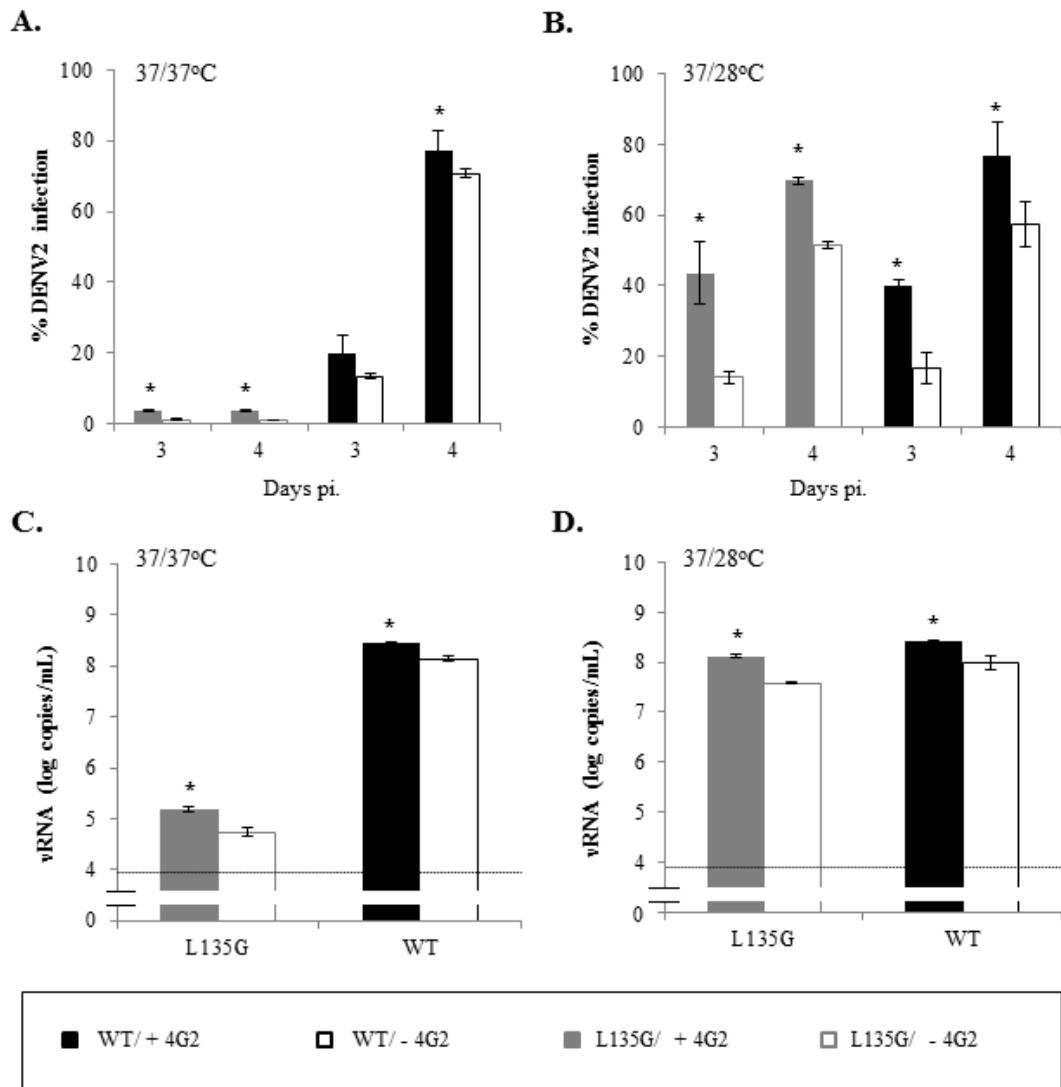 A.
37/37°C
100
80
60
40
20
0
% DENV2 infection
*
*
*
3
4
3
4
Days pi.
B.
37/28°C
100
80
60
40
20
0
% DENV2 infection
*
*
*
*
3
4
3
4
Days pi.
C.
37/37°C
10
9
8
7
6
5
4
0
vRNA (log copies/mL)
*
*
L135G
WT
D.
37/28°C
10
9
8
7
6
5
4
0
vRNA (log copies/mL)
*
*
L135G
WT
WT/ + 4G2
WT/ - 4G2
L135G/ + 4G2
L135G/ - 4G2